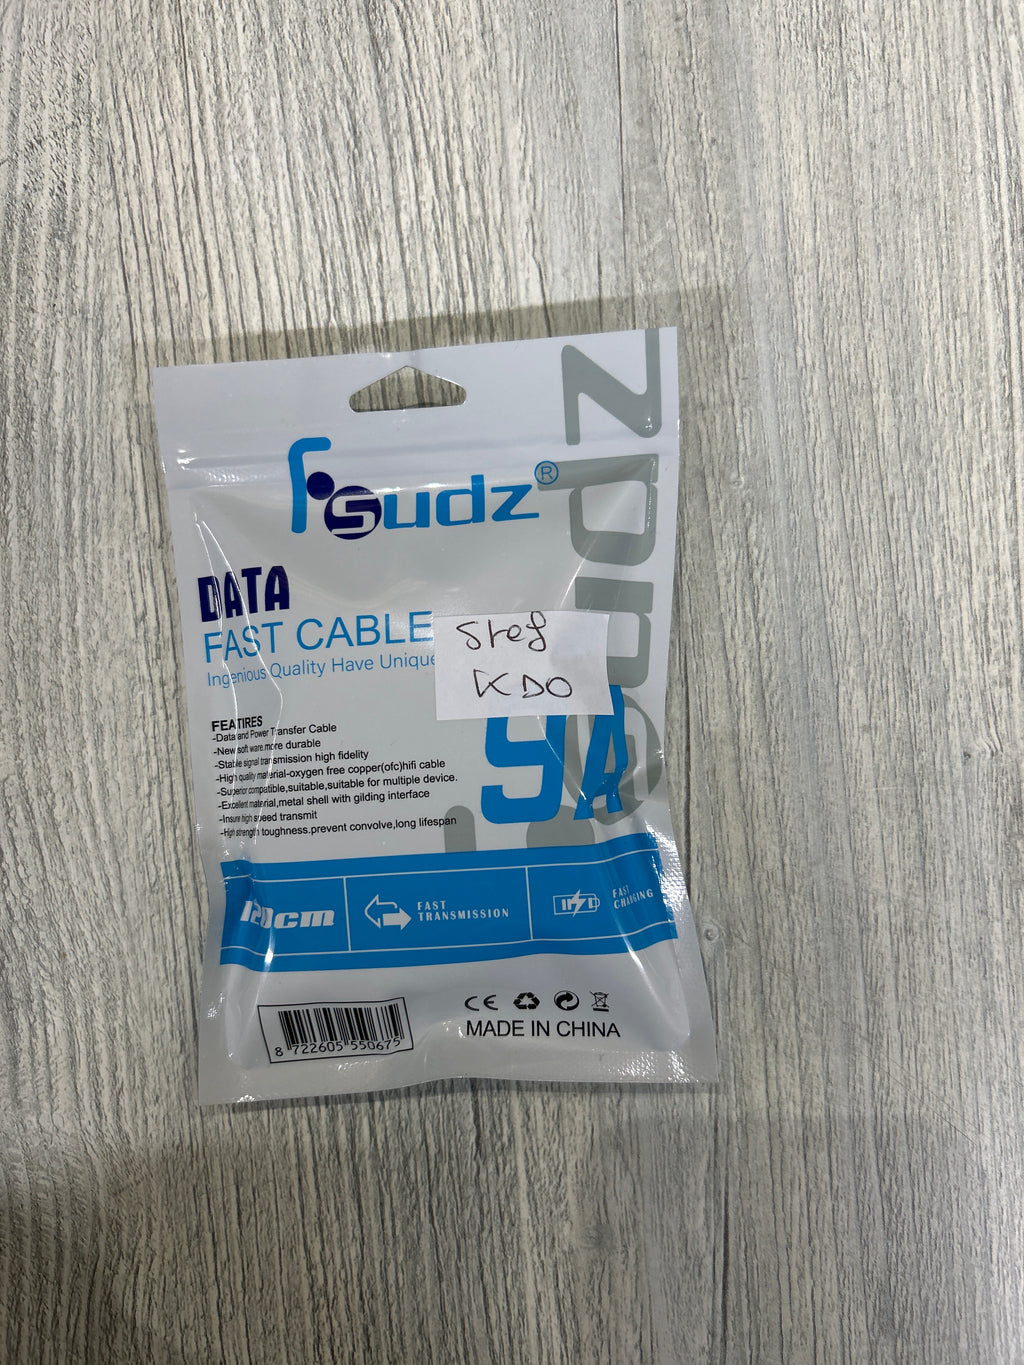 Fsudz®
sudz
DATA
FAST CABLE
Ingenious Quality Have Unique
Stef
KDO
9A
FEATIRES
-Data and Power Transfer Cable
-New soft ware.more durable
-Stable signal transmission high fidelity
-High quality material-oxygen free copper(ofc)hifi cable
-Superior compatible,suitable,suitable for multiple device.
-Excellent material,metal shell with gilding interface
-Insure high speed transmit
-High strength toughness.prevent convolve,long lifespan
120cm
FAST
TRANSMISSION
FAST
CHARGING
CE
MADE IN CHINA
8 722605 550675